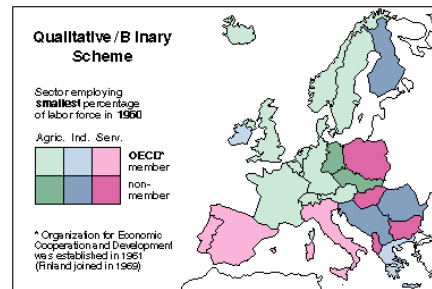 Qualitative/Binary
Scheme
Sector employing
smallest percentage
of labor force in 1960
Agric. Ind. Serv.
OECD*
member
non-
member
* Organization for Economic
Cooperation and Development
was established in 1961
(Finland joined in 1969)